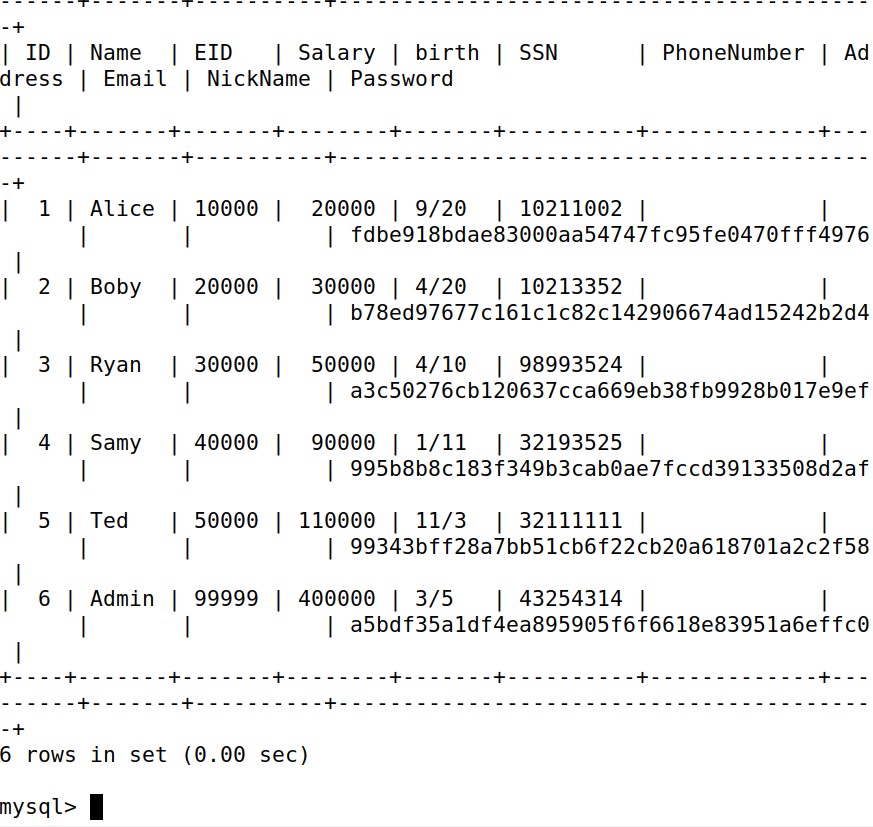 ------+-------+----------+-----------------------------------------
-+
| ID | Name  | EID   | Salary | birth | SSN      | PhoneNumber | Ad
dress | Email | NickName | Password
 |
+----+-------+-------+--------+-------+----------+-------------+---
------+-------+----------+-----------------------------------------
-+
|  1 | Alice | 10000 |  20000 | 9/20  | 10211002 |             |
      |       |          | fdbe918bdae83000aa54747fc95fe0470fff4976
 |
|  2 | Boby  | 20000 |  30000 | 4/20  | 10213352 |             |
      |       |          | b78ed97677c161c1c82c142906674ad15242b2d4
 |
|  3 | Ryan  | 30000 |  50000 | 4/10  | 98993524 |             |
      |       |          | a3c50276cb120637cca669eb38fb9928b017e9ef
 |
|  4 | Samy  | 40000 |  90000 | 1/11  | 32193525 |             |
      |       |          | 995b8b8c183f349b3cab0ae7fccd39133508d2af
 |
|  5 | Ted   | 50000 | 110000 | 11/3  | 32111111 |             |
      |       |          | 99343bff28a7bb51cb6f22cb20a618701a2c2f58
 |
|  6 | Admin | 99999 | 400000 | 3/5   | 43254314 |             |
      |       |          | a5bdf35a1df4ea895905f6f6618e83951a6effc0
 |
+----+-------+-------+--------+-------+----------+-------------+---
------+-------+----------+-----------------------------------------
-+
6 rows in set (0.00 sec)
mysql>